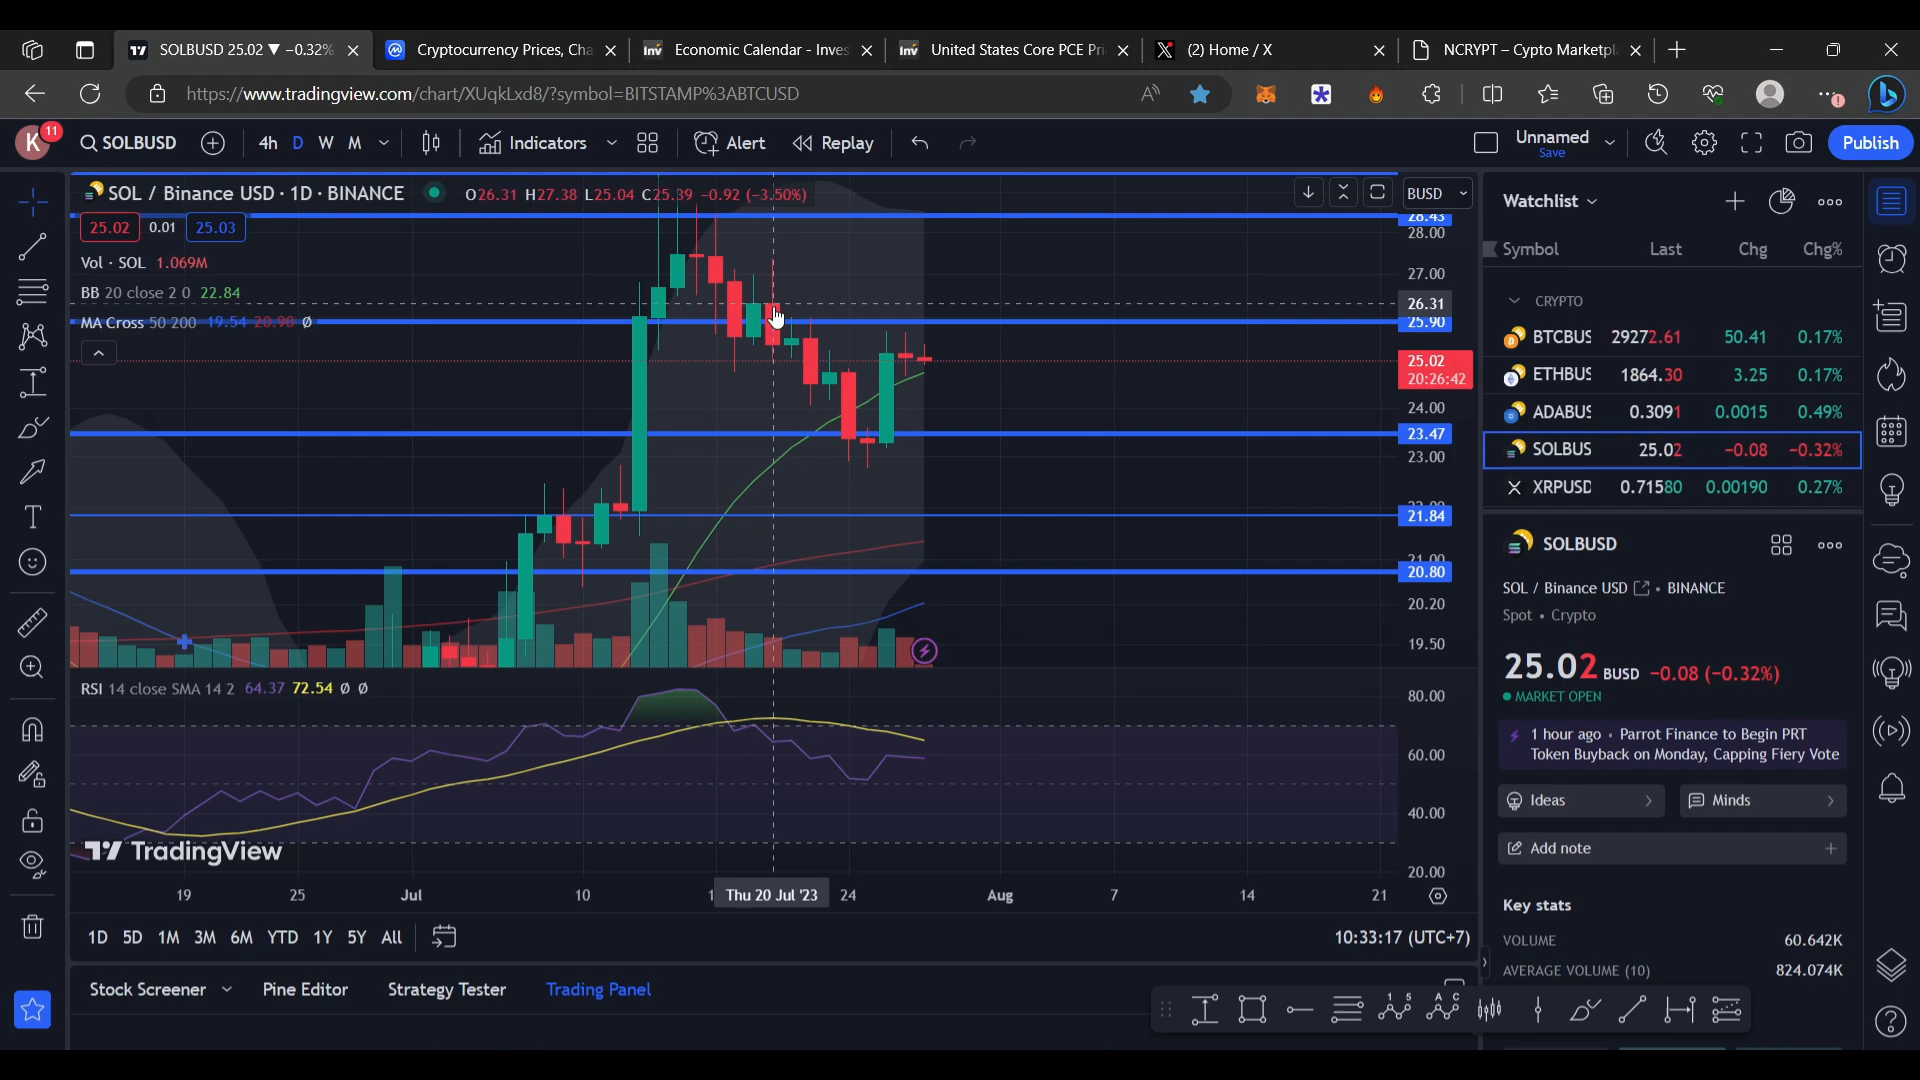 SOLBUSD 25.02 ▼ −0.32%
Cryptocurrency Prices, Cha
Economic Calendar - Inves
United States Core PCE Pri
(2) Home / X
NCRYPT – Cypto Marketpl
https://www.tradingview.com/chart/XUqkLxd8/?symbol=BITSTAMP%3ABTCUSD
K 11
SOLBUSD
4h D W M
Indicators
Alert
Replay
Unnamed
Save
Publish
SOL / Binance USD · 1D · BINANCE
O26.31 H27.38 L25.04 C25.39 −0.92 (−3.50%)
BUSD
25.02 0.01 25.03
Vol · SOL 1.069M
BB 20 close 2 0 22.84
MA Cross 50 200 19.54 20.98 Ø
28.43
28.00
27.00
26.31
25.90
25.02
20:26:42
24.00
23.47
23.00
22.00
21.84
21.00
20.80
20.20
19.50
RSI 14 close SMA 14 2 64.37 72.54 Ø Ø
80.00
60.00
40.00
20.00
TradingView
19 25 Jul 10 Thu 20 Jul '23 24 Aug 7 14 21
1D 5D 1M 3M 6M YTD 1Y 5Y All
10:33:17 (UTC+7)
Stock Screener
Pine Editor
Strategy Tester
Trading Panel
Watchlist
Symbol Last Chg Chg%
CRYPTO
BTCBUS 29272.61 50.41 0.17%
ETHBUS 1864.30 3.25 0.17%
ADABUS 0.3091 0.0015 0.49%
SOLBUS 25.02 −0.08 −0.32%
XRPUSD 0.71580 0.00190 0.27%
SOLBUSD
SOL / Binance USD • BINANCE
Spot • Crypto
25.02 BUSD −0.08 (−0.32%)
MARKET OPEN
1 hour ago • Parrot Finance to Begin PRT
Token Buyback on Monday, Capping Fiery Vote
Ideas
Minds
Add note
Key stats
VOLUME 60.642K
AVERAGE VOLUME (10) 824.074K